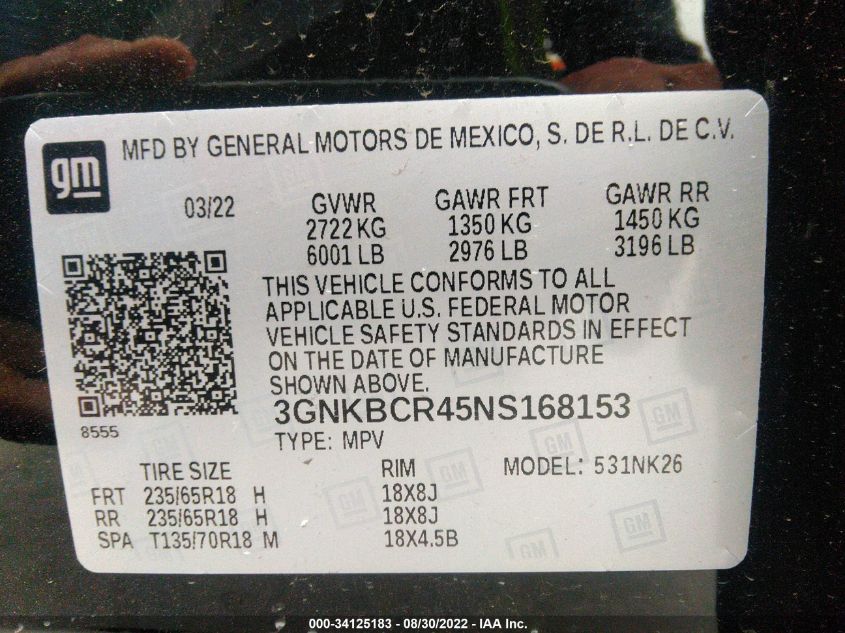 gm
MFD BY GENERAL MOTORS DE MEXICO, S. DE R.L. DE C.V.
03/22 GVWR GAWR FRT GAWR RR
2722 KG 1350 KG 1450 KG
6001 LB 2976 LB 3196 LB
THIS VEHICLE CONFORMS TO ALL
APPLICABLE U.S. FEDERAL MOTOR
VEHICLE SAFETY STANDARDS IN EFFECT
ON THE DATE OF MANUFACTURE
SHOWN ABOVE.
3GNKBCR45NS168153
8555
TYPE: MPV
TIRE SIZE RIM MODEL: 531NK26
FRT 235/65R18 H 18X8J
RR 235/65R18 H 18X8J
SPA T135/70R18 M 18X4.5B
000-34125183 - 08/30/2022 - IAA Inc.